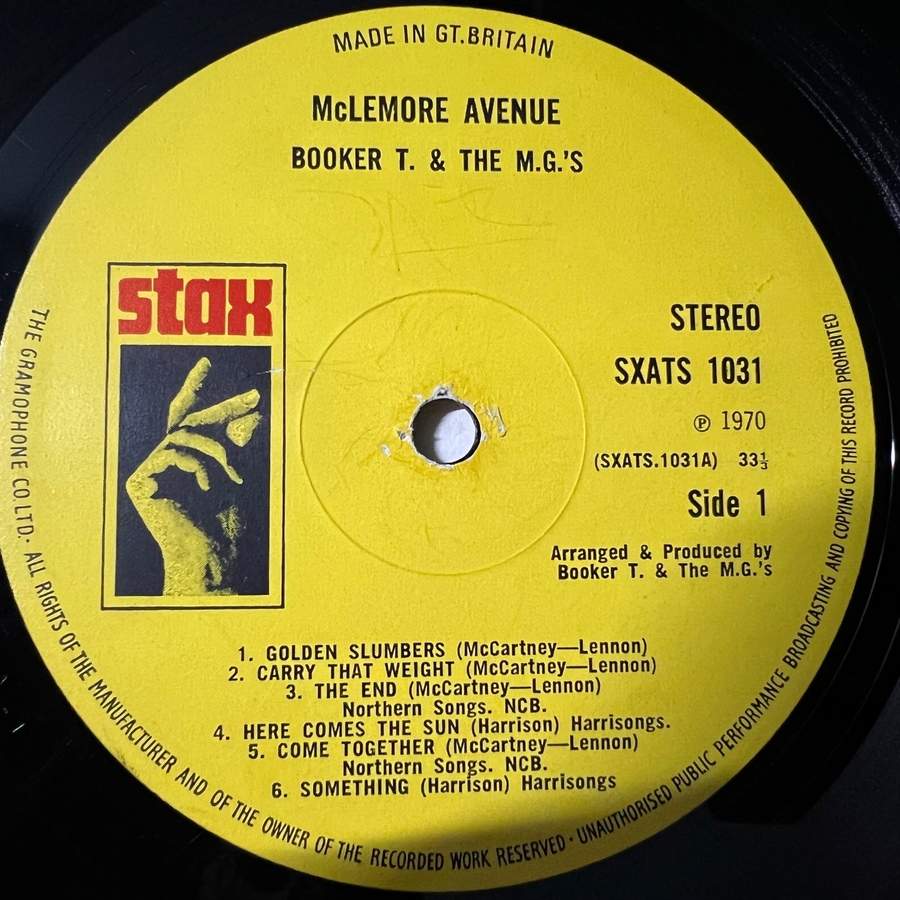 MADE IN GT.BRITAIN
McLEMORE AVENUE
BOOKER T. & THE M.G.'S
stax
STEREO
SXATS 1031
℗ 1970
(SXATS.1031A) 33⅓
Side 1
Arranged & Produced by
Booker T. & The M.G.'s
1. GOLDEN SLUMBERS (McCartney—Lennon)
2. CARRY THAT WEIGHT (McCartney—Lennon)
3. THE END (McCartney—Lennon)
Northern Songs. NCB.
4. HERE COMES THE SUN (Harrison) Harrisongs.
5. COME TOGETHER (McCartney—Lennon)
Northern Songs. NCB.
6. SOMETHING (Harrison) Harrisongs
THE GRAMOPHONE CO.LTD· ALL RIGHTS OF THE MANUFACTURER AND OF THE OWNER OF THE RECORDED WORK RESERVED · UNAUTHORISED PUBLIC PERFORMANCE BROADCASTING AND COPYING OF THIS RECORD PROHIBITED